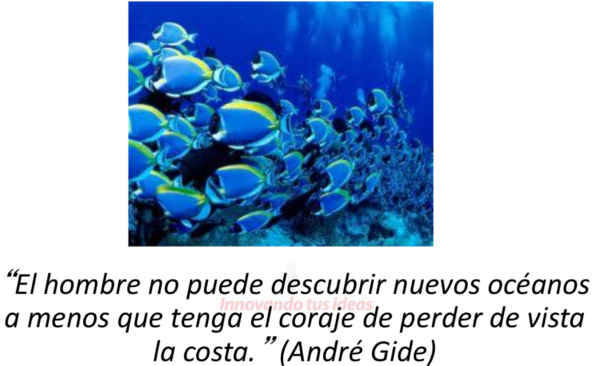 “El hombre no puede descubrir nuevos océanos
Innovando tus ideas
a menos que tenga el coraje de perder de vista
la costa. ” (André Gide)